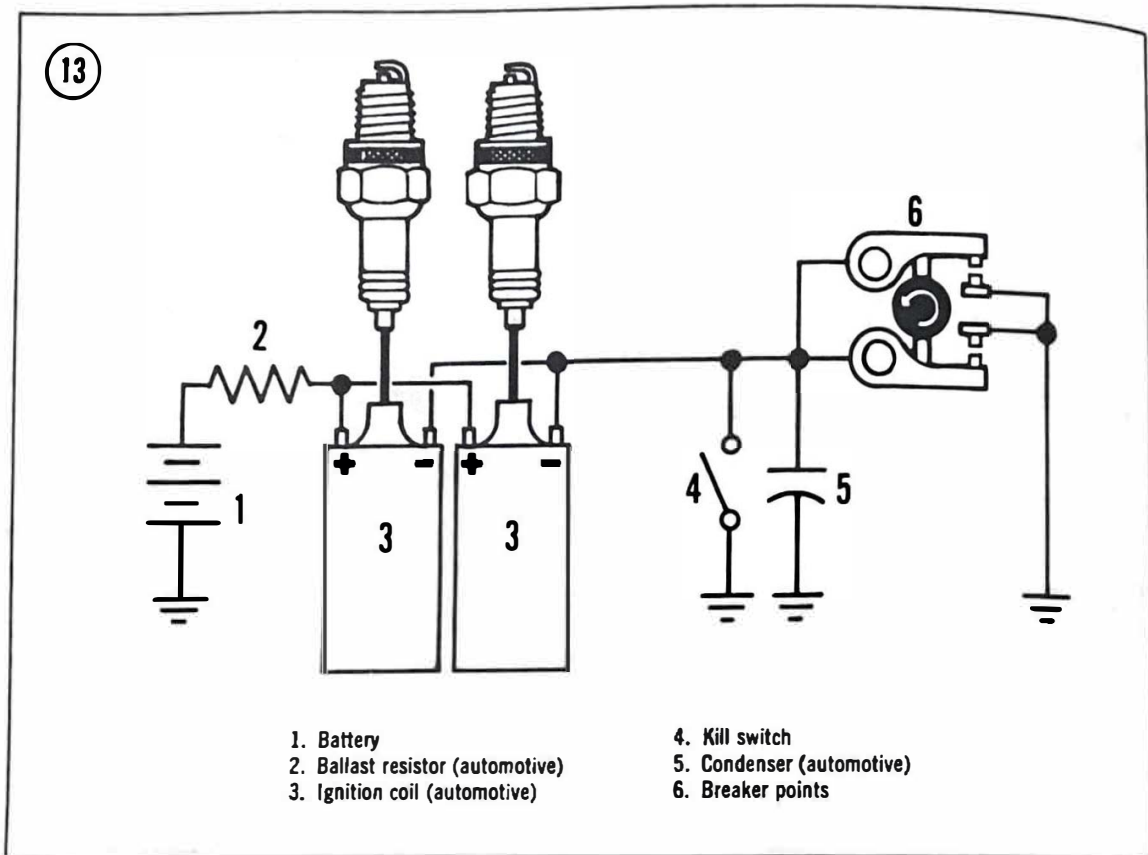 13
6
2
+ - + -
1
4
5
3
3
1. Battery
2. Ballast resistor (automotive)
3. Ignition coil (automotive)
4. Kill switch
5. Condenser (automotive)
6. Breaker points